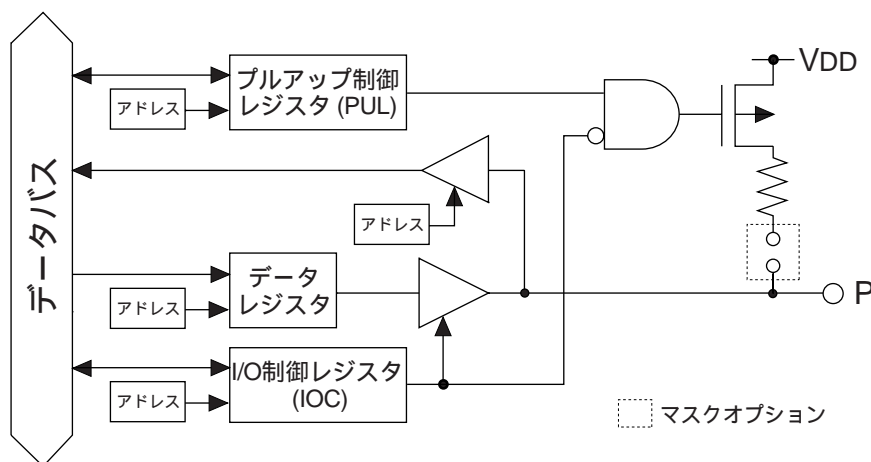 プルアップ制御
レジスタ (PUL)
VDD
アドレス
アドレス
データバス
データ
レジスタ
アドレス
P
I/O制御レジスタ
(IOC)
アドレス
マスクオプション